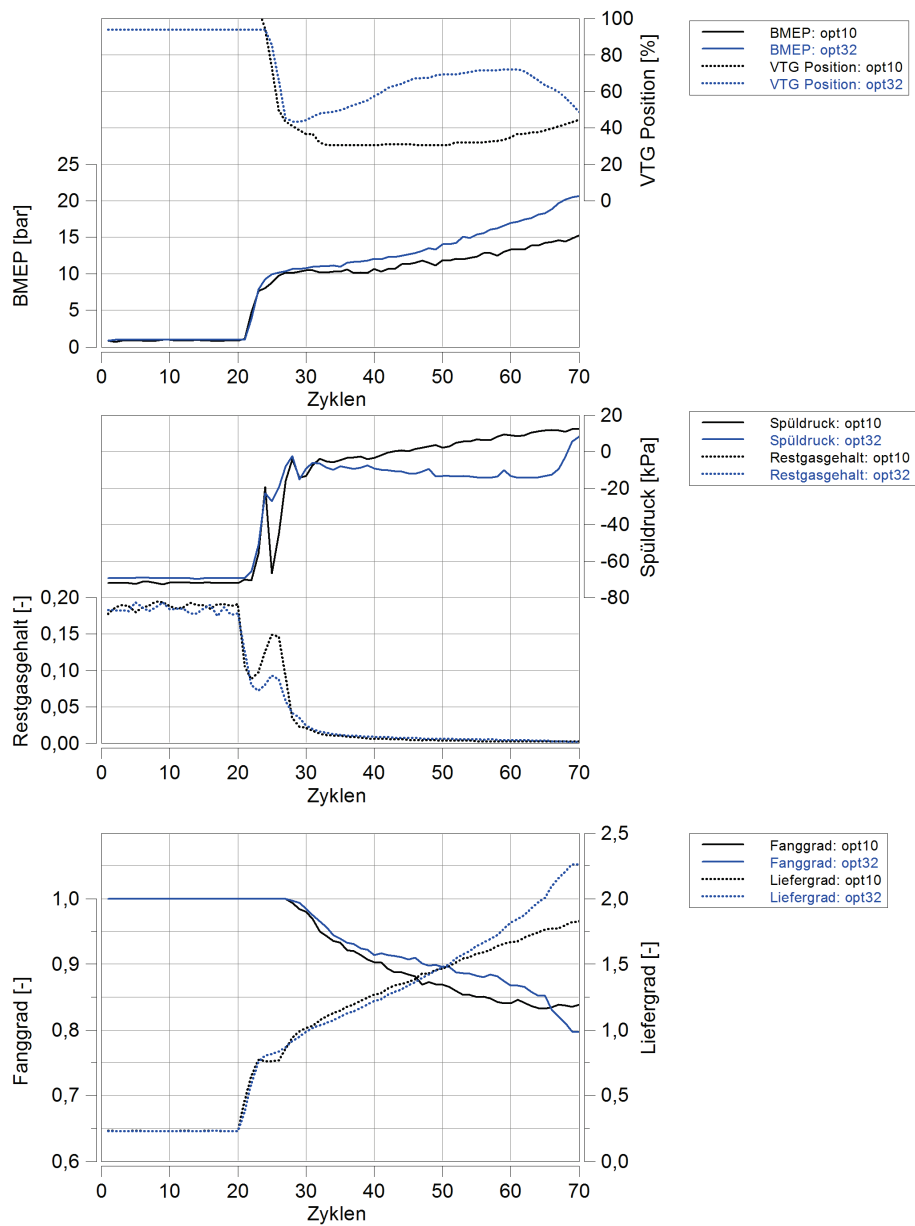 100
80
60
40
20
0
VTG Position [%]
25
20
15
10
5
0
BMEP [bar]
0 10 20 30 40 50 60 70
Zyklen
BMEP: opt10
BMEP: opt32
VTG Position: opt10
VTG Position: opt32
20
0
-20
-40
-60
-80
Spüldruck [kPa]
0,20
0,15
0,10
0,05
0,00
Restgasgehalt [-]
0 10 20 30 40 50 60 70
Zyklen
Spüldruck: opt10
Spüldruck: opt32
Restgasgehalt: opt10
Restgasgehalt: opt32
1,0
0,9
0,8
0,7
0,6
Fanggrad [-]
2,5
2,0
1,5
1,0
0,5
0,0
Liefergrad [-]
0 10 20 30 40 50 60 70
Zyklen
Fanggrad: opt10
Fanggrad: opt32
Liefergrad: opt10
Liefergrad: opt32